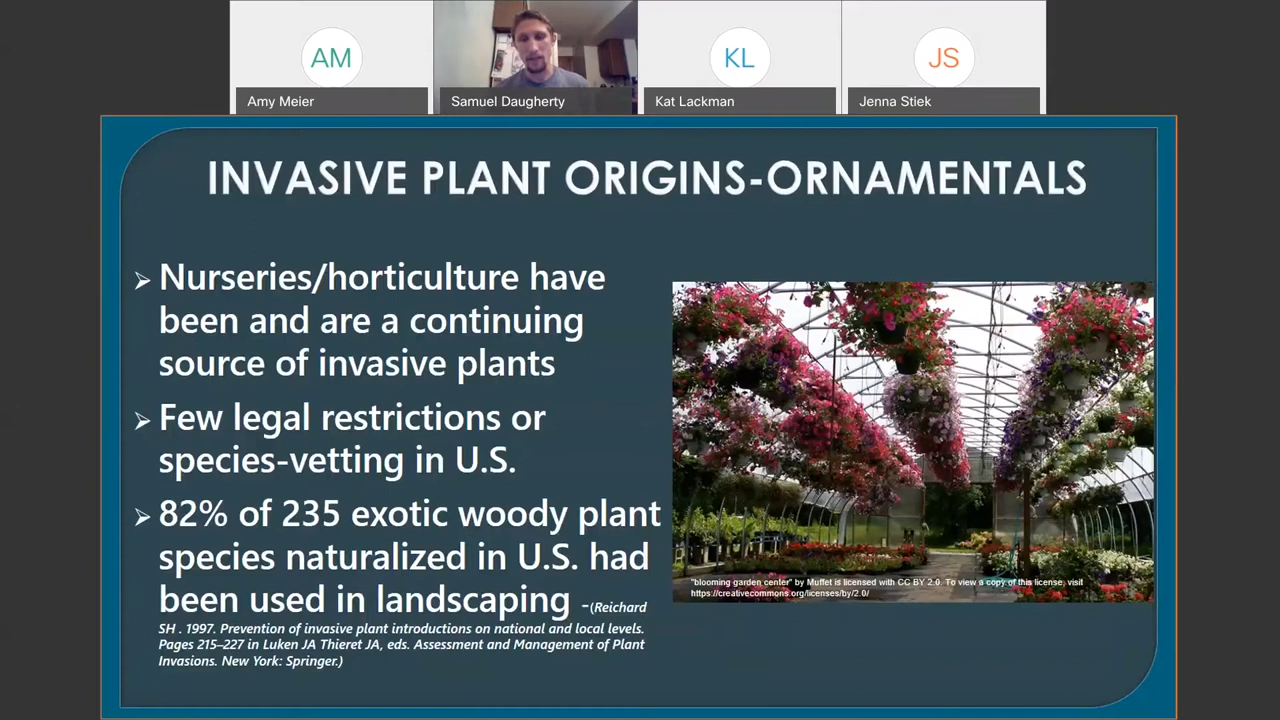 AM
KL
JS
Amy Meier
Samuel Daugherty
Kat Lackman
Jenna Stiek
INVASIVE PLANT ORIGINS-ORNAMENTALS
Nurseries/horticulture have
been and are a continuing
source of invasive plants
Few legal restrictions or
species-vetting in U.S.
82% of 235 exotic woody plant
species naturalized in U.S. had
been used in landscaping -(Reichard
SH . 1997. Prevention of invasive plant introductions on national and local levels.
Pages 215–227 in Luken JA Thieret JA, eds. Assessment and Management of Plant
Invasions. New York: Springer.)
"blooming garden center" by Muffet is licensed with CC BY 2.0. To view a copy of this license, visit
https://creativecommons.org/licenses/by/2.0/